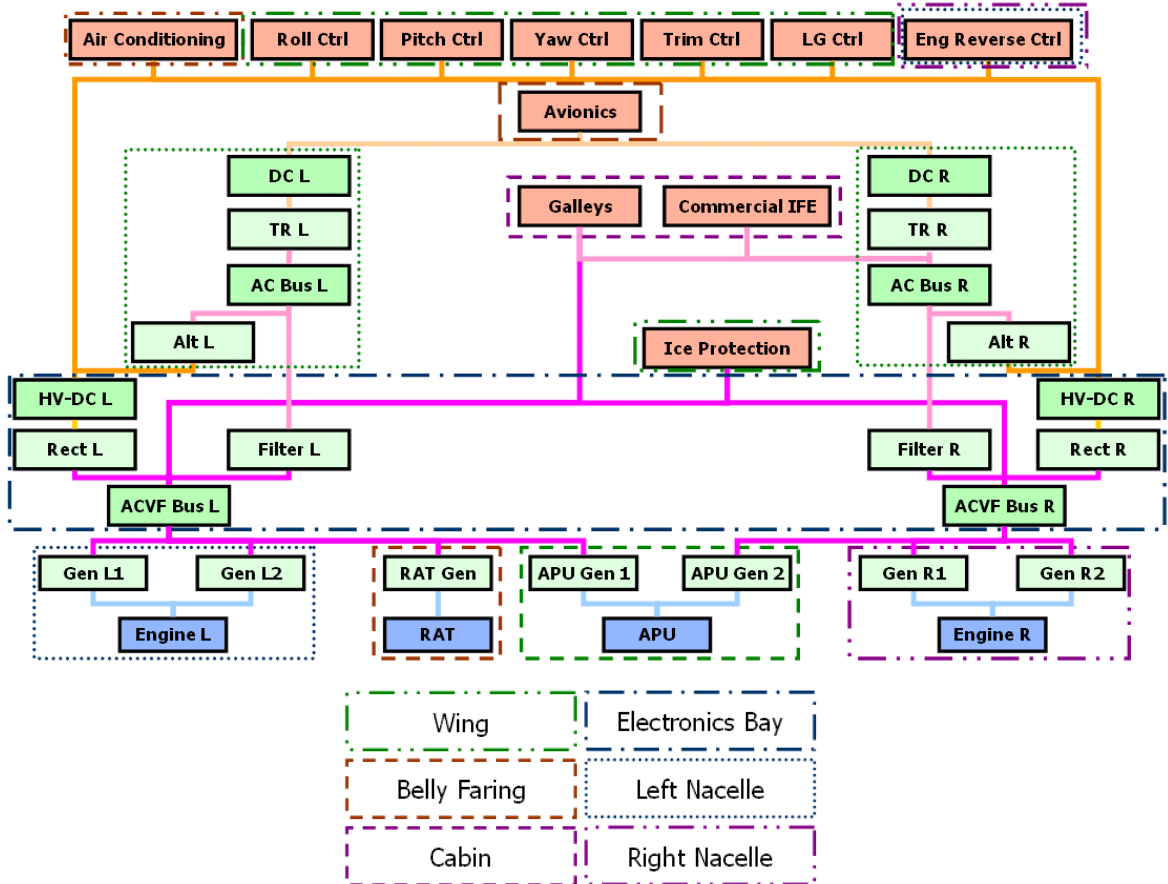 Air Conditioning
Roll Ctrl
Pitch Ctrl
Yaw Ctrl
Trim Ctrl
LG Ctrl
Eng Reverse Ctrl
Avionics
DC L
DC R
Galleys
Commercial IFE
TR L
TR R
AC Bus L
AC Bus R
Alt L
Ice Protection
Alt R
HV-DC L
HV-DC R
Rect L
Filter L
Filter R
Rect R
ACVF Bus L
ACVF Bus R
Gen L1
Gen L2
RAT Gen
APU Gen 1
APU Gen 2
Gen R1
Gen R2
Engine L
RAT
APU
Engine R
Wing
Electronics Bay
Belly Faring
Left Nacelle
Cabin
Right Nacelle